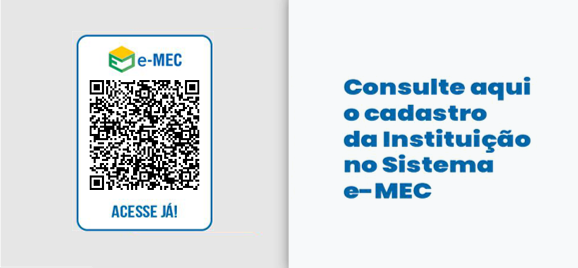 e-MEC
ACESSE JÁ!
Consulte aqui
o cadastro
da Instituição
no Sistema
e-MEC